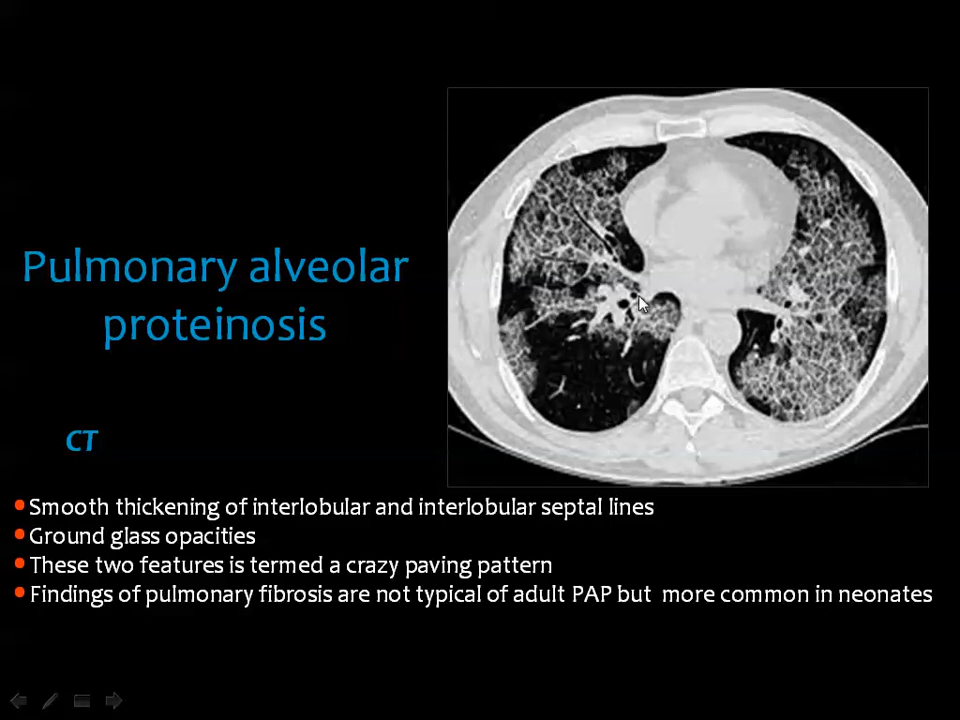 Pulmonary alveolar
proteinosis
CT
Smooth thickening of interlobular and interlobular septal lines
Ground glass opacities
These two features is termed a crazy paving pattern
Findings of pulmonary fibrosis are not typical of adult PAP but more common in neonates